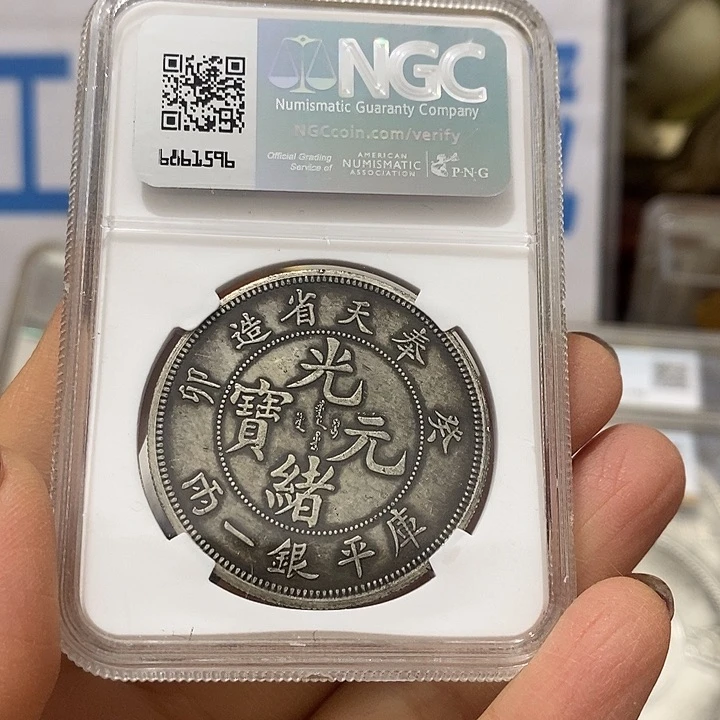 NGC
Numismatic Guaranty Company
NGCcoin.com/verify
6861596
Official Grading
Service of
AMERICAN
NUMISMATIC
ASSOCIATION
PNG
奉天省造
癸卯
光緒元寶
庫平銀一兩